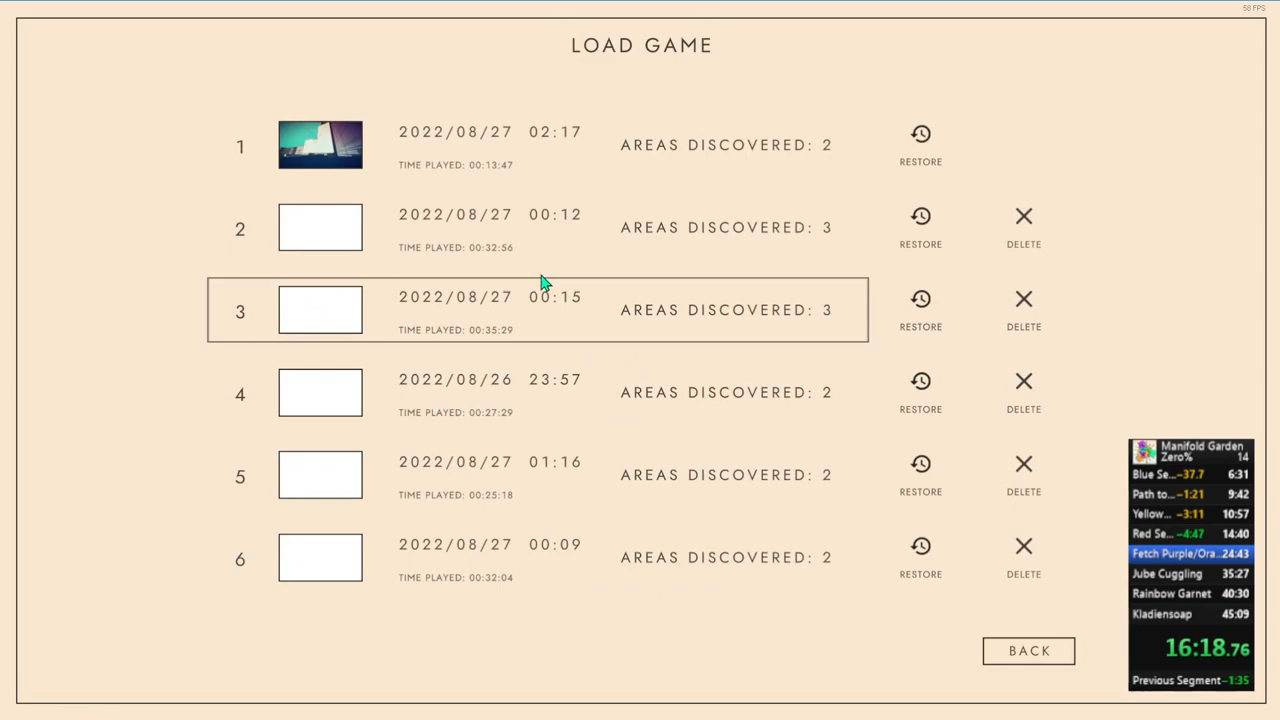 58 FPS
LOAD GAME
1 2022/08/27 02:17 AREAS DISCOVERED: 2 RESTORE
TIME PLAYED: 00:13:47
2 2022/08/27 00:12 AREAS DISCOVERED: 3 RESTORE DELETE
TIME PLAYED: 00:32:56
3 2022/08/27 00:15 AREAS DISCOVERED: 3 RESTORE DELETE
TIME PLAYED: 00:35:29
4 2022/08/26 23:57 AREAS DISCOVERED: 2 RESTORE DELETE
TIME PLAYED: 00:27:29
5 2022/08/27 01:16 AREAS DISCOVERED: 2 RESTORE DELETE
TIME PLAYED: 00:25:18
6 2022/08/27 00:09 AREAS DISCOVERED: 2 RESTORE DELETE
TIME PLAYED: 00:32:04
BACK
Manifold Garden
Zero% 14
Blue Se... -37.7 6:31
Path to... -1:21 9:42
Yellow... -3:11 10:57
Red Se... -4:47 14:40
Fetch Purple/Ora... 24:43
Jube Cuggling 35:27
Rainbow Garnet 40:30
Kladiensoap 45:09
16:18.76
Previous Segment -1:35